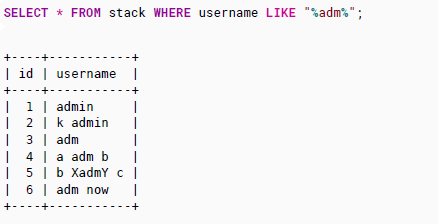 SELECT * FROM stack WHERE username LIKE "%adm%";
+----+-----------+
| id | username  |
+----+-----------+
|  1 | admin     |
|  2 | k admin   |
|  3 | adm       |
|  4 | a adm b   |
|  5 | b XadmY c |
|  6 | adm now   |
+----+-----------+